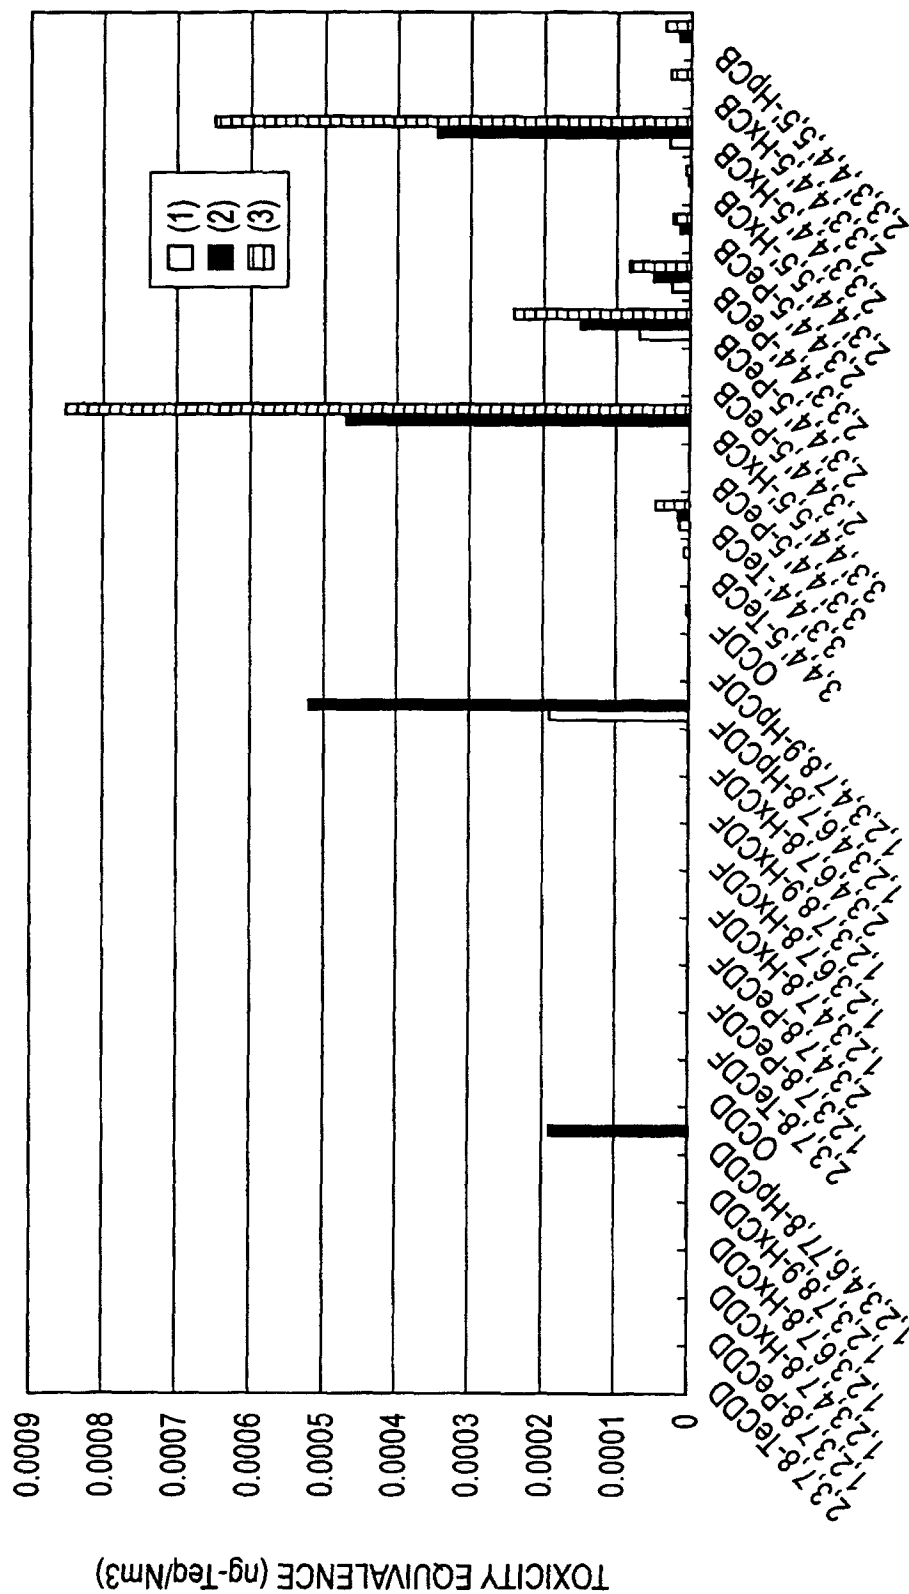 TOXICITY EQUIVALENCE (ng-Teq/Nm3)
0.0009
0.0008
0.0007
0.0006
0.0005
0.0004
0.0003
0.0002
0.0001
0
(1)
(2)
(3)
2,3,7,8-TeCDD
1,2,3,7,8-PeCDD
1,2,3,4,7,8-HxCDD
1,2,3,6,7,8-HxCDD
1,2,3,7,8,9-HxCDD
1,2,3,4,6,77,8-HpCDD
OCDD
2,3,7,8-TeCDF
1,2,3,7,8-PeCDF
2,3,4,7,8-PeCDF
1,2,3,4,7,8-HxCDF
1,2,3,6,7,8-HxCDF
1,2,3,7,8,9-HxCDF
2,3,4,6,7,8-HxCDF
1,2,3,4,6,7,8-HpCDF
1,2,3,4,7,8,9-HpCDF
OCDF
3,4,4',5-TeCB
3,3',4,4'-TeCB
3,3',4,4',5-PeCB
3,3',4,4',5,5'-HxCB
2',3,4,4',5-PeCB
2,3',4,4',5-PeCB
2,3,3',4,4'-PeCB
2,3,4,4',5-PeCB
2,3',4,4',5,5'-HxCB
2,3,3',4,4',5-HxCB
2,3,3',4,4',5'-HxCB
2,3,3',4,4',5,5'-HpCB